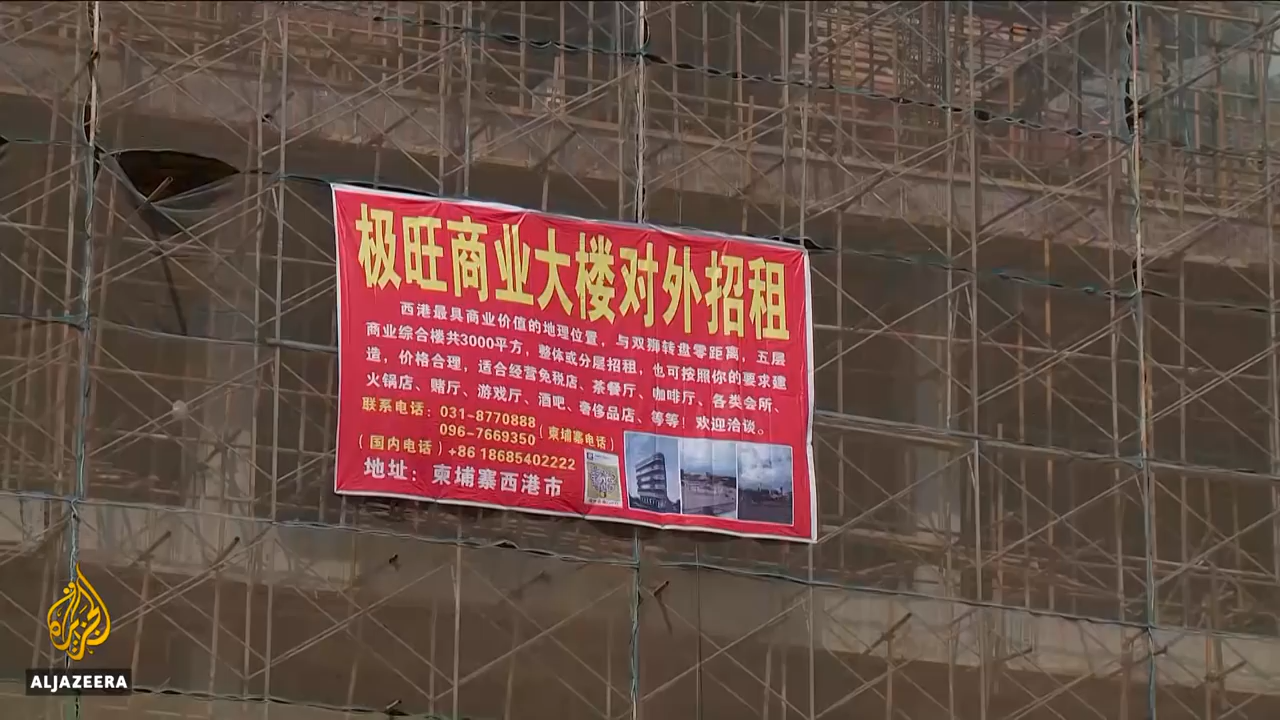 极旺商业大楼对外招租
西港最具商业价值的地理位置，与双狮转盘零距离，五层
商业综合楼共3000平方，整体或分层招租，也可按照你的要求建
造，价格合理，适合经营免税店、茶餐厅、咖啡厅、各类会所、
火锅店、赌厅、游戏厅、酒吧、奢侈品店、等等！欢迎洽谈。
联系电话：031-8770888
096-7669350（柬埔寨电话）
（国内电话）+86 18685402222
地址：柬埔寨西港市
ALJAZEERA